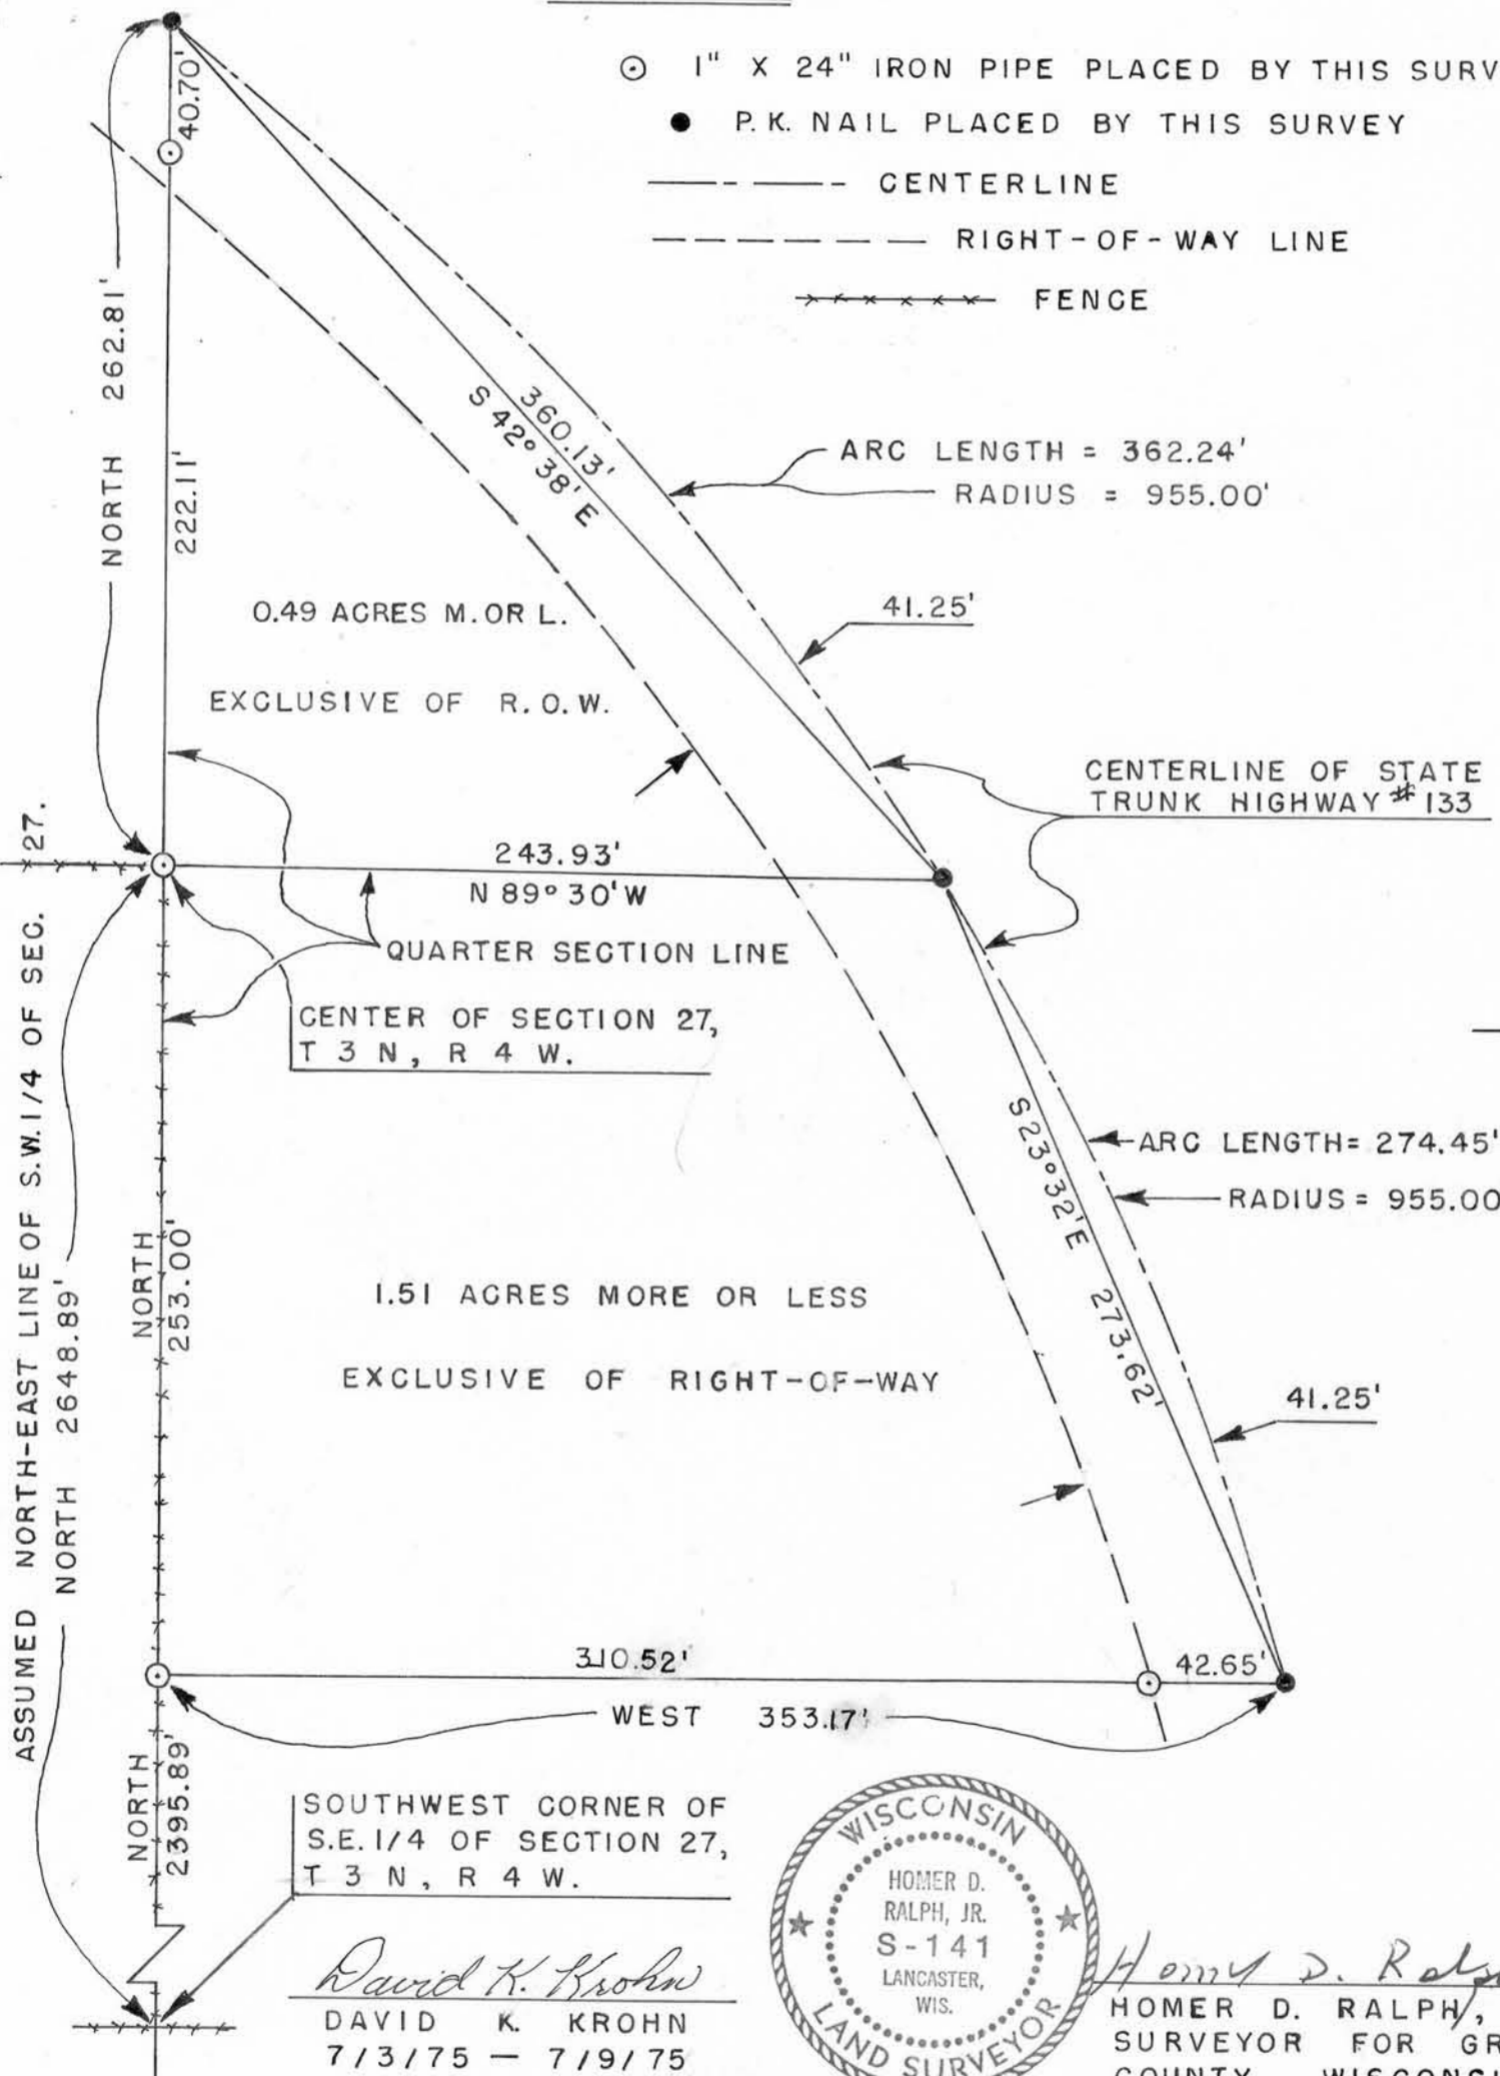 1" X 24" IRON PIPE PLACED BY THIS SURV
P.K. NAIL PLACED BY THIS SURVEY
CENTERLINE
RIGHT-OF-WAY LINE
FENCE
40.70'
NORTH 262.81'
222.11'
360.13'
S 42° 38' E
ARC LENGTH = 362.24'
RADIUS = 955.00'
0.49 ACRES M. OR L.
EXCLUSIVE OF R.O.W.
41.25'
CENTERLINE OF STATE
TRUNK HIGHWAY # 133
243.93'
N 89° 30' W
QUARTER SECTION LINE
CENTER OF SECTION 27,
T 3 N, R 4 W.
ASSUMED NORTH-EAST LINE OF S.W. 1/4 OF SEC. 27.
NORTH 2648.89'
NORTH
253.00'
S 23° 32' E 273.62'
ARC LENGTH = 274.45'
RADIUS = 955.00
1.51 ACRES MORE OR LESS
EXCLUSIVE OF RIGHT-OF-WAY
41.25'
310.52'
42.65'
WEST 353.17'
NORTH
2395.89'
SOUTHWEST CORNER OF
S.E. 1/4 OF SECTION 27,
T 3 N, R 4 W.
David K. Krohn
DAVID K. KROHN
7/3/75 — 7/9/75
WISCONSIN
HOMER D.
RALPH, JR.
S-141
LANCASTER,
WIS.
LAND SURVEYOR
Homer D. Ralp
HOMER D. RALPH,
SURVEYOR FOR GR
COUNTY WISCONSI